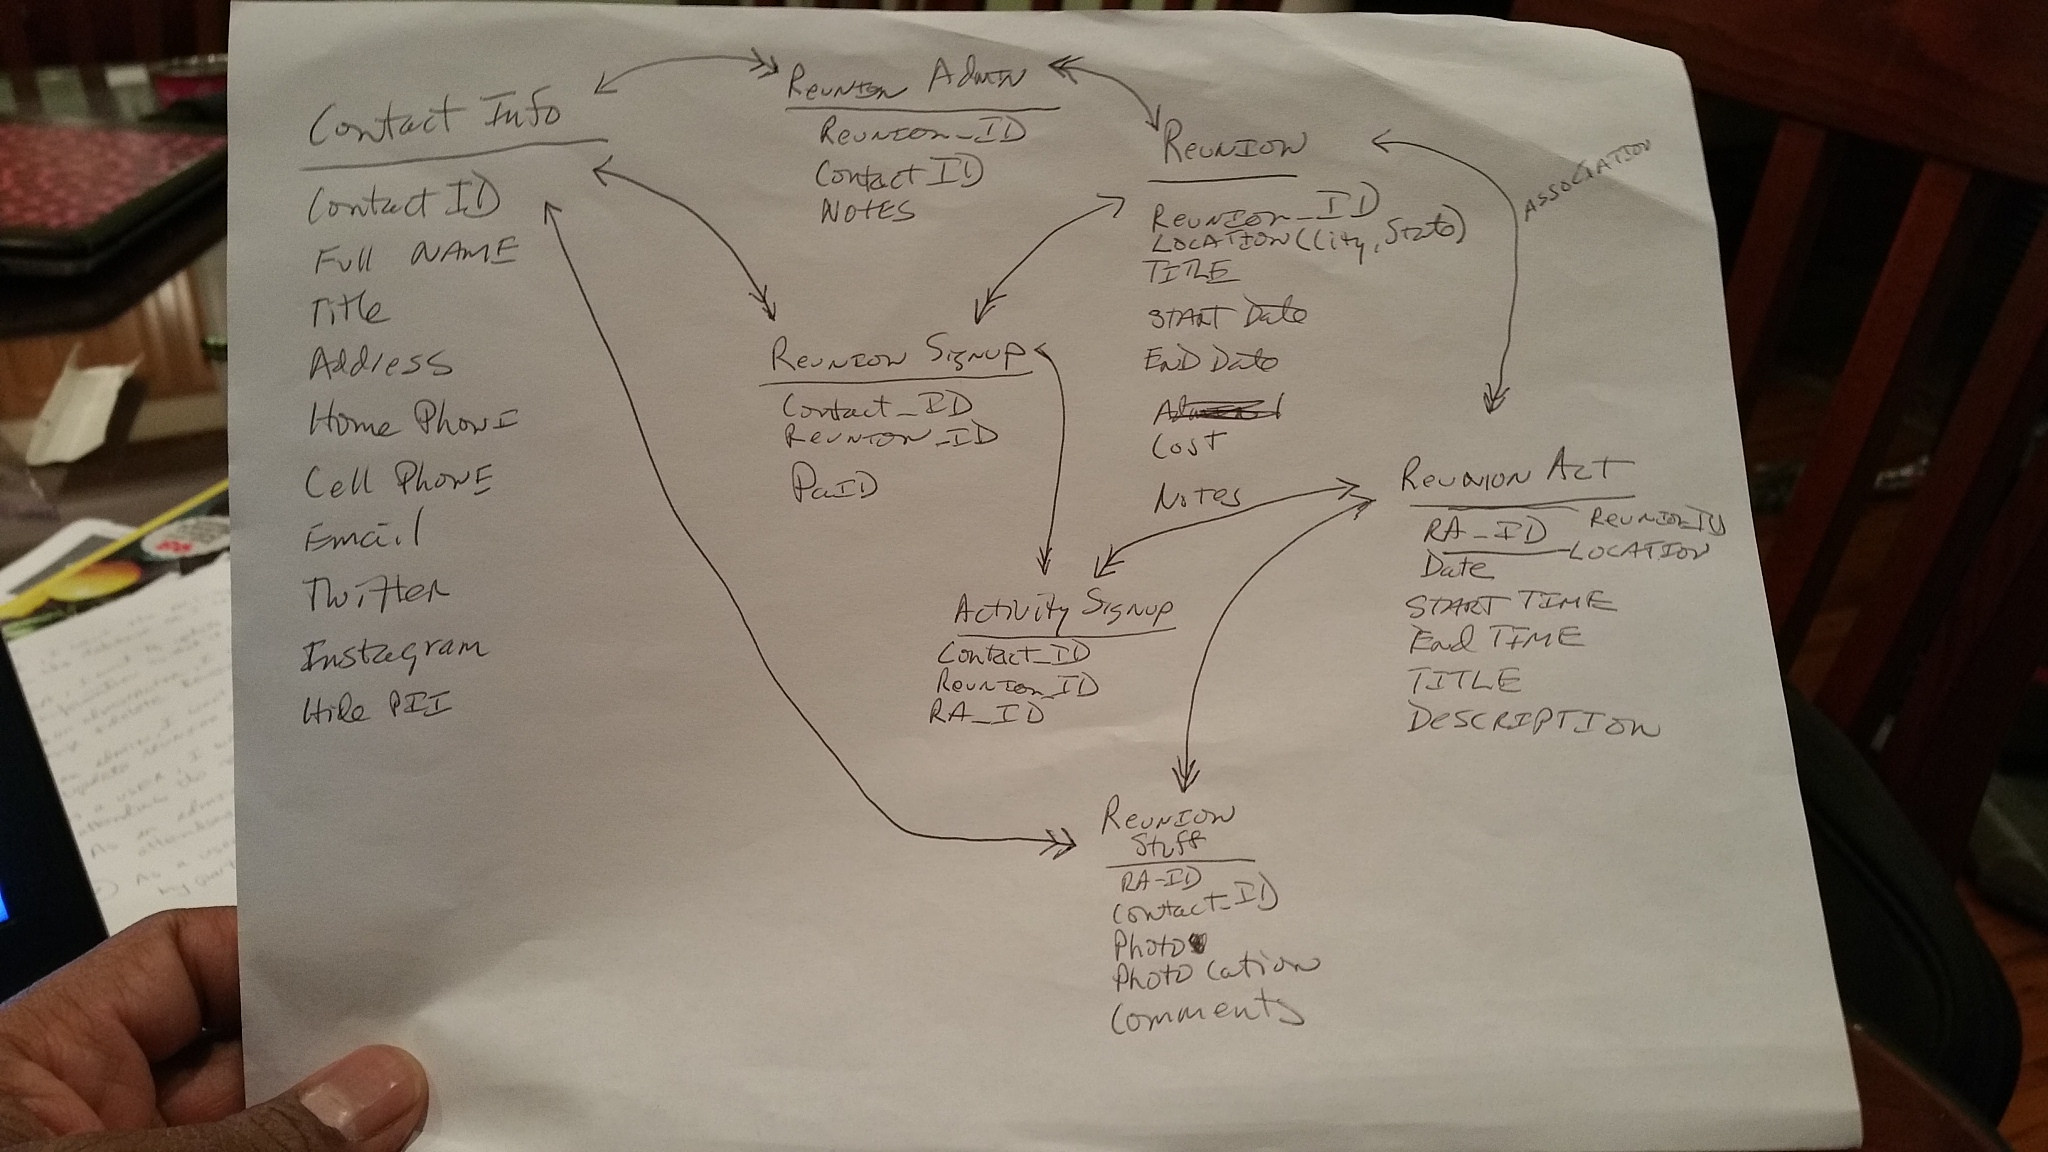 Contact Info
Contact ID
Full NAME
Title
Address
Home PHONE
Cell PHONE
Email
Twitter
Instagram
Hide PII
REUNION Admin
REUNION_ID
Contact ID
NOTES
REUNION
REUNION_ID
LOCATION (City, State)
TITLE
START Date
END Date
Cost
Notes
ASSOCIATION
REUNION SIGNUP
Contact_ID
REUNION_ID
PaID
REUNION ACT
RA_ID REUNION_ID
LOCATION
Date
START TIME
End TIME
TITLE
DESCRIPTION
Activity SIGNUP
Contact_ID
REUNION_ID
RA_ID
REUNION
Stuff
RA-ID
Contact_ID
Photo
Photo Cation
Comments